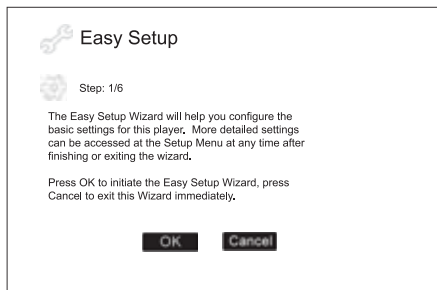 Easy Setup
Step: 1/6
The Easy Setup Wizard will help you configure the
basic settings for this player. More detailed settings
can be accessed at the Setup Menu at any time after
finishing or exiting the wizard.
Press OK to initiate the Easy Setup Wizard, press
Cancel to exit this Wizard immediately.
OK Cancel